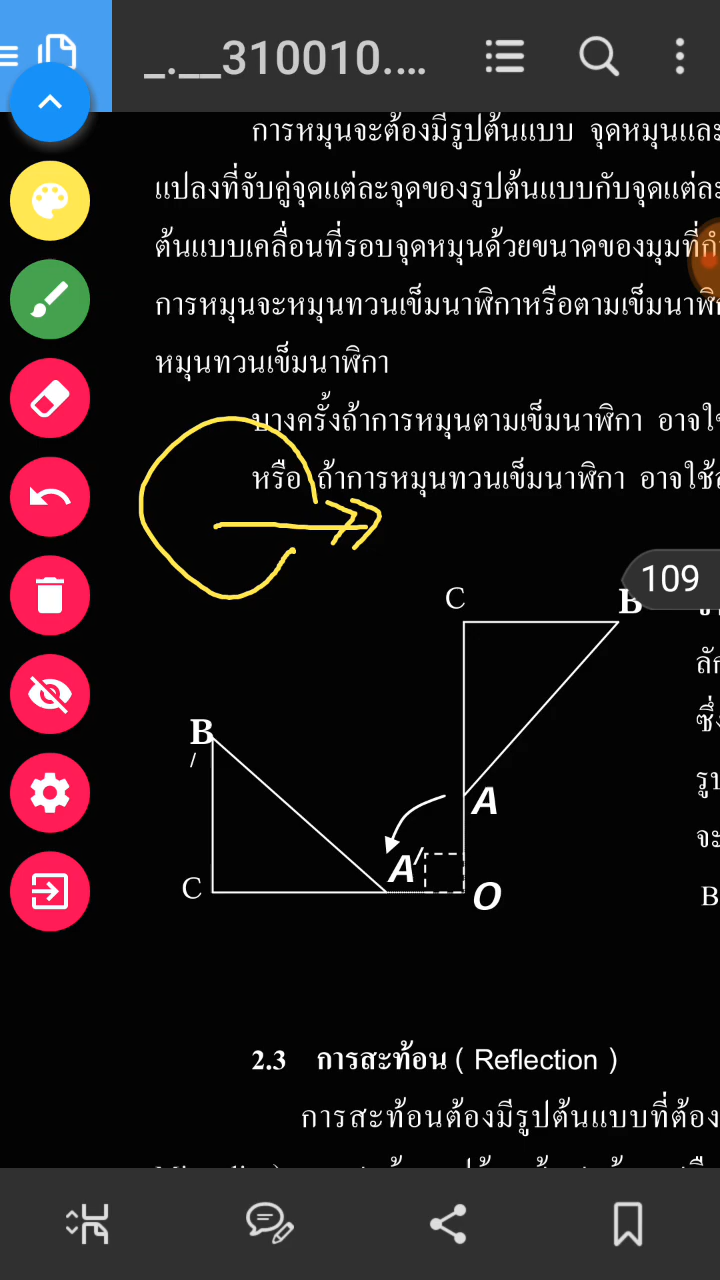 _.__310010....
การหมุนจะต้องมีรูปต้นแบบ จุดหมุนและ
แปลงที่จับคู่จุดแต่ละจุดของรูปต้นแบบกับจุดแต่ละ
ต้นแบบเคลื่อนที่รอบจุดหมุนด้วยขนาดของมุมที่
การหมุนจะหมุนทวนเข็มนาฬิกาหรือตามเข็มนาฬิกา
หมุนทวนเข็มนาฬิกา
บางครั้งถ้าการหมุนตามเข็มนาฬิกา อาจใช้
หรือ ถ้าการหมุนทวนเข็มนาฬิกา อาจใช้
109
C
B
B
/
A
A/
C
O
B
2.3 การสะท้อน ( Reflection )
การสะท้อนต้องมีรูปต้นแบบที่ต้อง